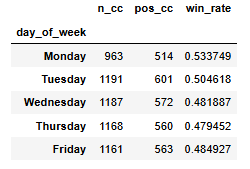 n_cc pos_cc win_rate
day_of_week
Monday 963 514 0.533749
Tuesday 1191 601 0.504618
Wednesday 1187 572 0.481887
Thursday 1168 560 0.479452
Friday 1161 563 0.484927